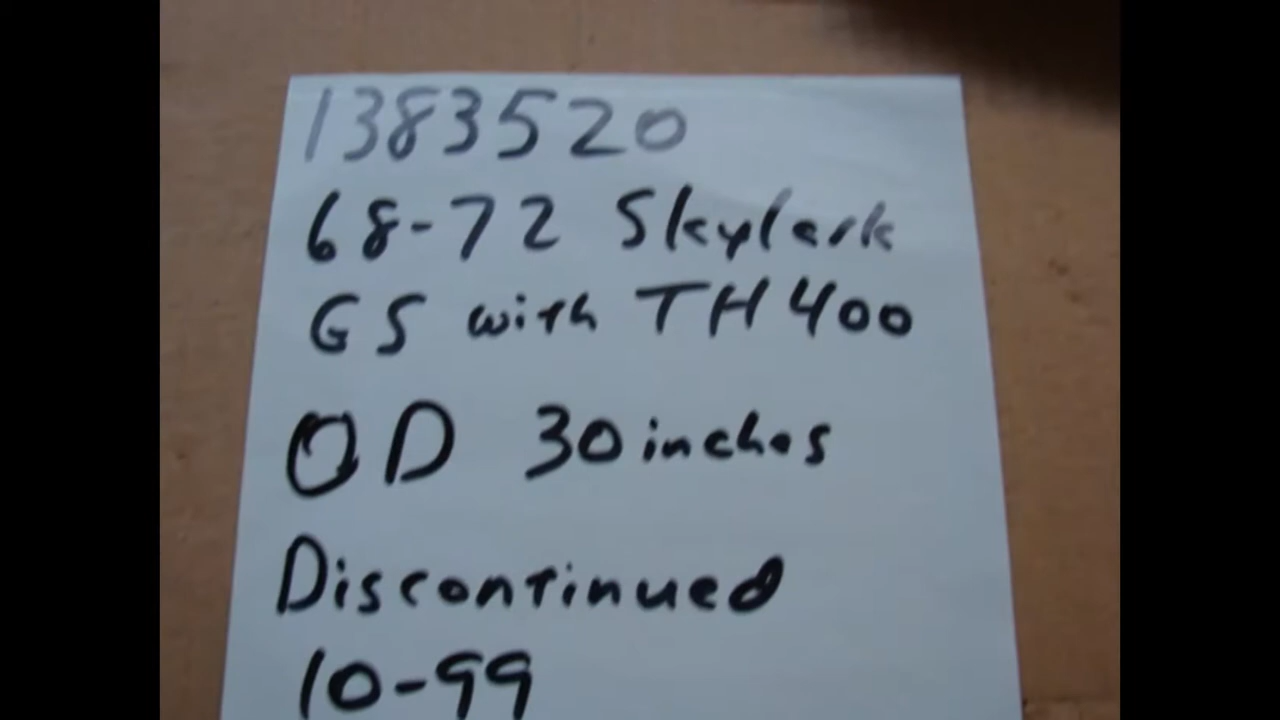 1383520
68-72 Skylark
GS with TH400
OD 30 inches
Discontinued
10-99